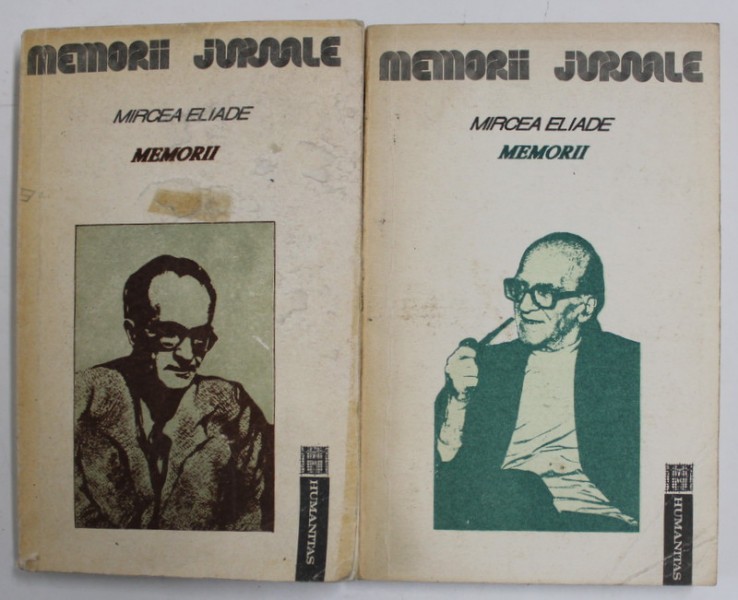 MEMORII JURNALE
MIRCEA ELIADE
MEMORII
HUMANITAS
MEMORII JURNALE
MIRCEA ELIADE
MEMORII
HUMANITAS